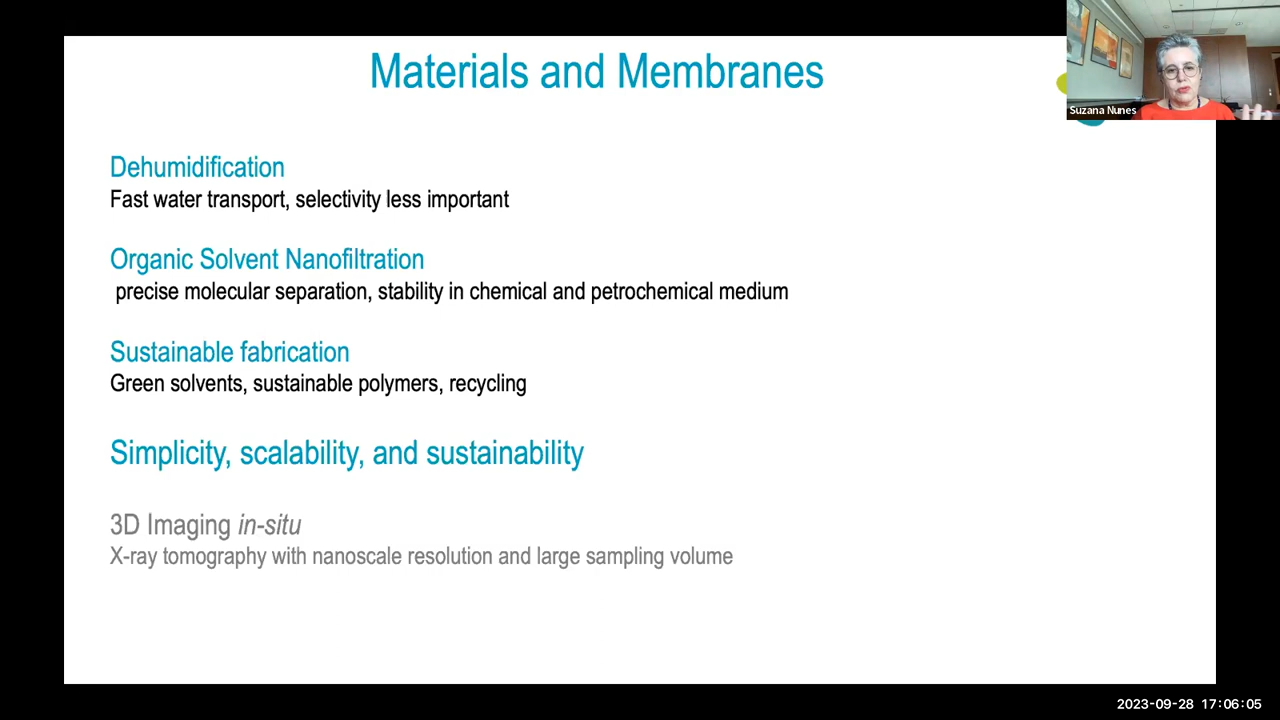 Materials and Membranes
Suzana Nunes
Dehumidification
Fast water transport, selectivity less important
Organic Solvent Nanofiltration
precise molecular separation, stability in chemical and petrochemical medium
Sustainable fabrication
Green solvents, sustainable polymers, recycling
Simplicity, scalability, and sustainability
3D Imaging in-situ
X-ray tomography with nanoscale resolution and large sampling volume
2023-09-28 17:06:05